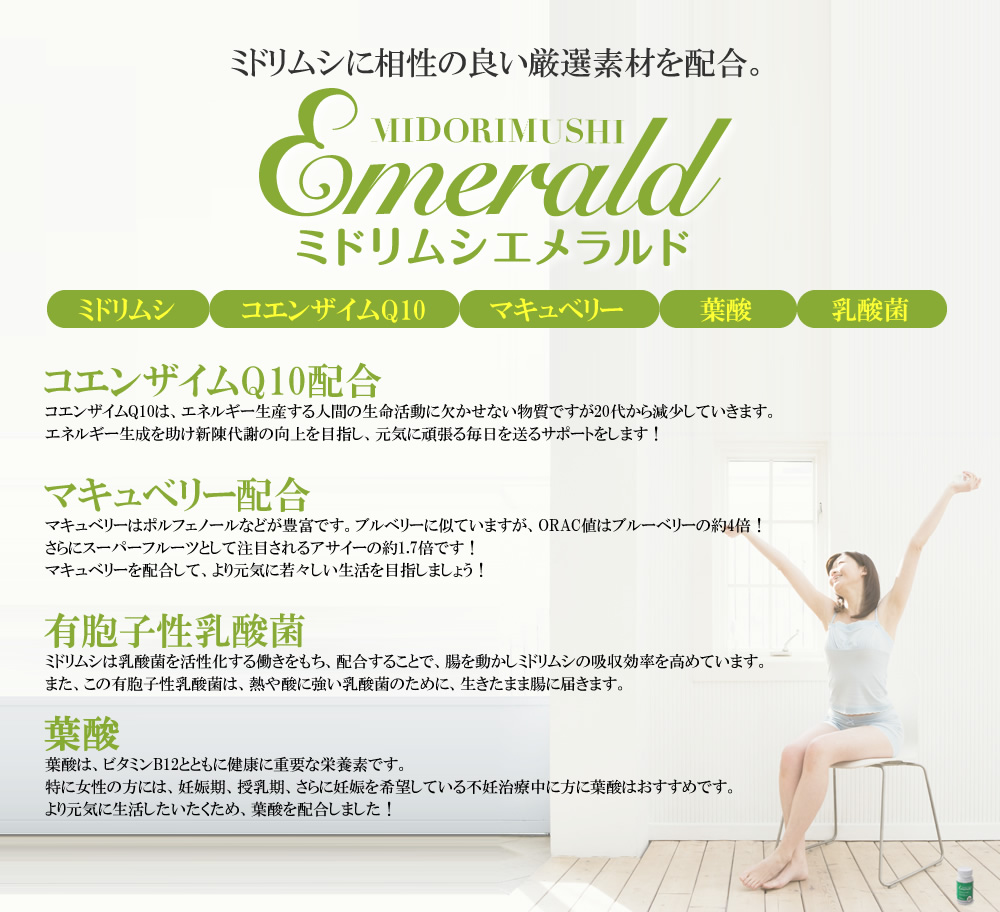 ミドリムシに相性の良い厳選素材を配合。
MIDORIMUSHI
Emerald
ミドリムシエメラルド
ミドリムシ コエンザイムQ10 マキュベリー 葉酸 乳酸菌
コエンザイムQ10配合
コエンザイムQ10は、エネルギー生産する人間の生命活動に欠かせない物質ですが20代から減少していきます。
エネルギー生成を助け新陳代謝の向上を目指し、元気に頑張る毎日を送るサポートをします！
マキュベリー配合
マキュベリーはポルフェノールなどが豊富です。ブルベリーに似ていますが、ORAC値はブルーベリーの約4倍！
さらにスーパーフルーツとして注目されるアサイーの約1.7倍です！
マキュベリーを配合して、より元気に若々しい生活を目指しましょう！
有胞子性乳酸菌
ミドリムシは乳酸菌を活性化する働きをもち、配合することで、腸を動かしミドリムシの吸収効率を高めています。
また、この有胞子性乳酸菌は、熱や酸に強い乳酸菌のために、生きたまま腸に届きます。
葉酸
葉酸は、ビタミンB12とともに健康に重要な栄養素です。
特に女性の方には、妊娠期、授乳期、さらに妊娠を希望している不妊治療中に方に葉酸はおすすめです。
より元気に生活したいたくため、葉酸を配合しました！